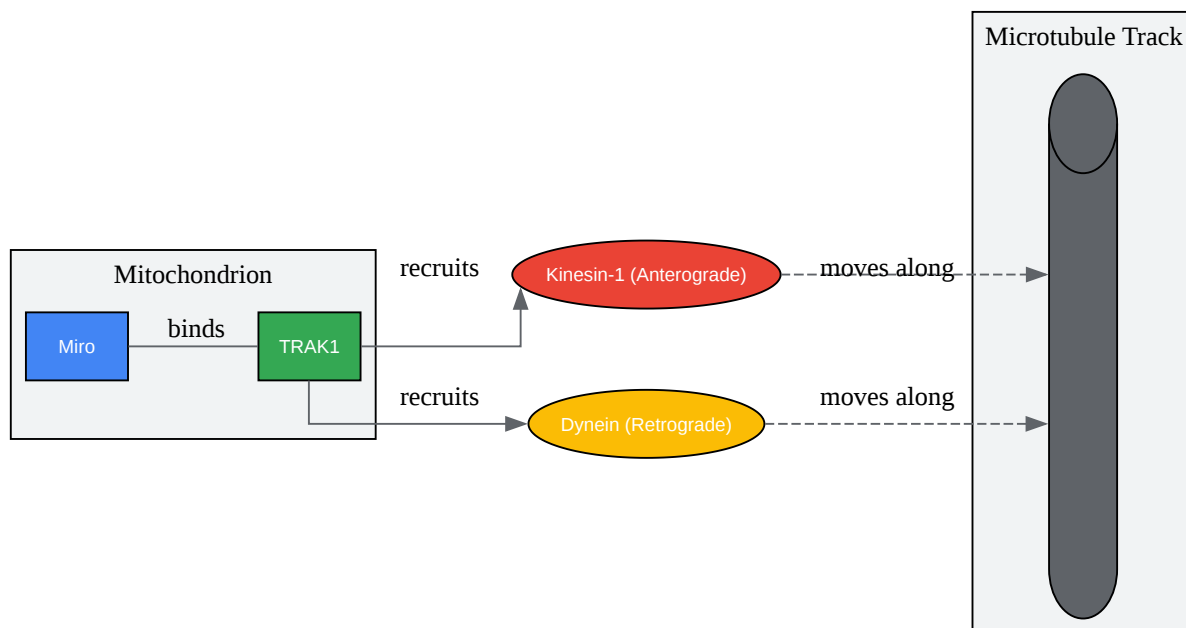 Microtubule Track
Mitochondrion
Miro
binds
TRAK1
recruits
Kinesin-1 (Anterograde)
moves along
recruits
Dynein (Retrograde)
moves along